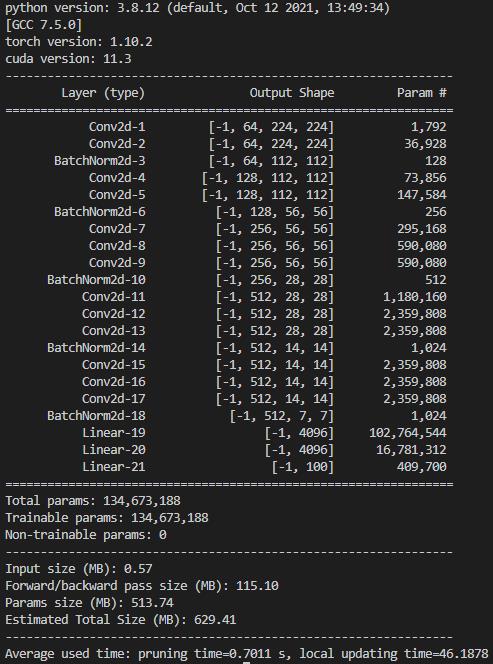 python version: 3.8.12 (default, Oct 12 2021, 13:49:34)
[GCC 7.5.0]
torch version: 1.10.2
cuda version: 11.3
----------------------------------------------------------------
Layer (type) Output Shape Param #
================================================================
Conv2d-1 [-1, 64, 224, 224] 1,792
Conv2d-2 [-1, 64, 224, 224] 36,928
BatchNorm2d-3 [-1, 64, 112, 112] 128
Conv2d-4 [-1, 128, 112, 112] 73,856
Conv2d-5 [-1, 128, 112, 112] 147,584
BatchNorm2d-6 [-1, 128, 56, 56] 256
Conv2d-7 [-1, 256, 56, 56] 295,168
Conv2d-8 [-1, 256, 56, 56] 590,080
Conv2d-9 [-1, 256, 56, 56] 590,080
BatchNorm2d-10 [-1, 256, 28, 28] 512
Conv2d-11 [-1, 512, 28, 28] 1,180,160
Conv2d-12 [-1, 512, 28, 28] 2,359,808
Conv2d-13 [-1, 512, 28, 28] 2,359,808
BatchNorm2d-14 [-1, 512, 14, 14] 1,024
Conv2d-15 [-1, 512, 14, 14] 2,359,808
Conv2d-16 [-1, 512, 14, 14] 2,359,808
Conv2d-17 [-1, 512, 14, 14] 2,359,808
BatchNorm2d-18 [-1, 512, 7, 7] 1,024
Linear-19 [-1, 4096] 102,764,544
Linear-20 [-1, 4096] 16,781,312
Linear-21 [-1, 100] 409,700
================================================================
Total params: 134,673,188
Trainable params: 134,673,188
Non-trainable params: 0
----------------------------------------------------------------
Input size (MB): 0.57
Forward/backward pass size (MB): 115.10
Params size (MB): 513.74
Estimated Total Size (MB): 629.41
----------------------------------------------------------------
Average used time: pruning time=0.7011 s, local updating time=46.1878